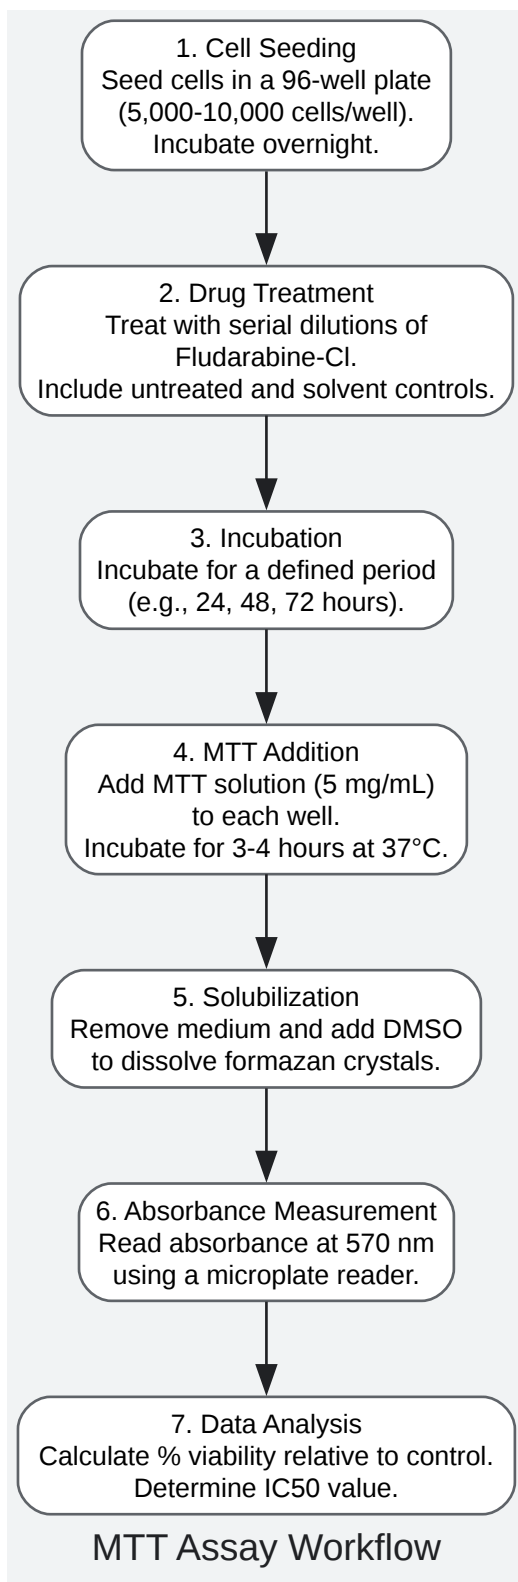 1. Cell Seeding
Seed cells in a 96-well plate
(5,000-10,000 cells/well).
Incubate overnight.
2. Drug Treatment
Treat with serial dilutions of
Fludarabine-Cl.
Include untreated and solvent controls.
3. Incubation
Incubate for a defined period
(e.g., 24, 48, 72 hours).
4. MTT Addition
Add MTT solution (5 mg/mL)
to each well.
Incubate for 3-4 hours at 37°C.
5. Solubilization
Remove medium and add DMSO
to dissolve formazan crystals.
6. Absorbance Measurement
Read absorbance at 570 nm
using a microplate reader.
7. Data Analysis
Calculate % viability relative to control.
Determine IC50 value.
MTT Assay Workflow